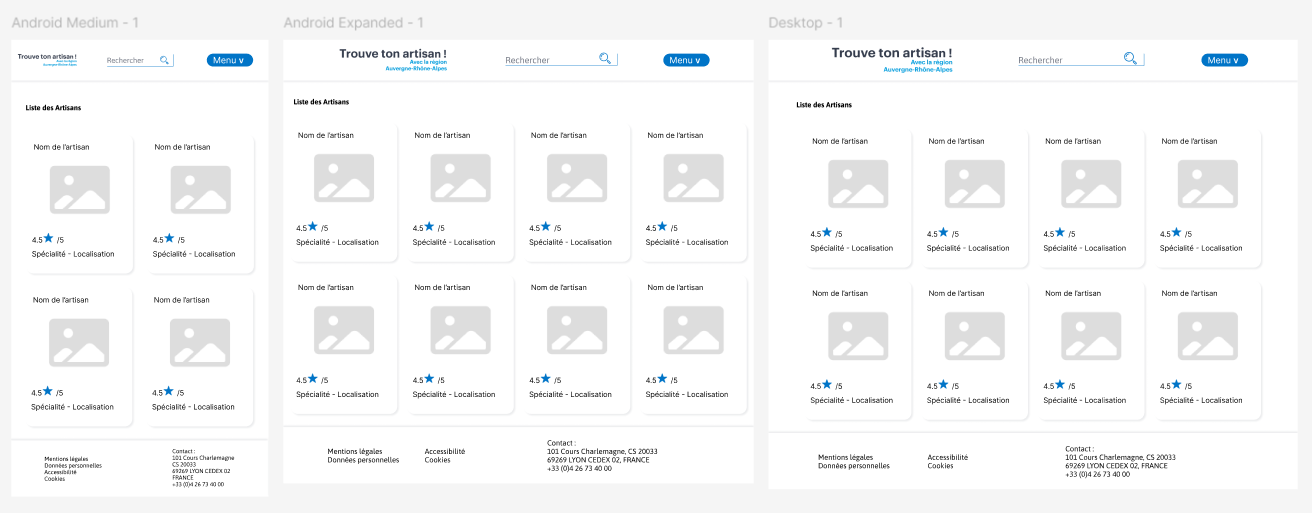 Android Medium - 1
Trouve ton artisan !
Avec la région
Auvergne-Rhône-Alpes
Rechercher
Menu v
Liste des Artisans
Nom de l'artisan
4.5 /5
Spécialité - Localisation
Nom de l'artisan
4.5 /5
Spécialité - Localisation
Nom de l'artisan
4.5 /5
Spécialité - Localisation
Nom de l'artisan
4.5 /5
Spécialité - Localisation
Mentions légales
Données personnelles
Accessibilité
Cookies
Contact :
101 Cours Charlemagne
CS 20033
69269 LYON CEDEX 02
FRANCE
+33 (0)4 26 73 40 00
Android Expanded - 1
Trouve ton artisan !
Avec la région
Auvergne-Rhône-Alpes
Rechercher
Menu v
Liste des Artisans
Nom de l'artisan
4.5 /5
Spécialité - Localisation
Nom de l'artisan
4.5 /5
Spécialité - Localisation
Nom de l'artisan
4.5 /5
Spécialité - Localisation
Nom de l'artisan
4.5 /5
Spécialité - Localisation
Nom de l'artisan
4.5 /5
Spécialité - Localisation
Nom de l'artisan
4.5 /5
Spécialité - Localisation
Nom de l'artisan
4.5 /5
Spécialité - Localisation
Nom de l'artisan
4.5 /5
Spécialité - Localisation
Mentions légales
Données personnelles
Accessibilité
Cookies
Contact :
101 Cours Charlemagne, CS 20033
69269 LYON CEDEX 02, FRANCE
+33 (0)4 26 73 40 00
Desktop - 1
Trouve ton artisan !
Avec la région
Auvergne-Rhône-Alpes
Rechercher
Menu v
Liste des Artisans
Nom de l'artisan
4.5 /5
Spécialité - Localisation
Nom de l'artisan
4.5 /5
Spécialité - Localisation
Nom de l'artisan
4.5 /5
Spécialité - Localisation
Nom de l'artisan
4.5 /5
Spécialité - Localisation
Nom de l'artisan
4.5 /5
Spécialité - Localisation
Nom de l'artisan
4.5 /5
Spécialité - Localisation
Nom de l'artisan
4.5 /5
Spécialité - Localisation
Nom de l'artisan
4.5 /5
Spécialité - Localisation
Mentions légales
Données personnelles
Accessibilité
Cookies
Contact :
101 Cours Charlemagne, CS 20033
69269 LYON CEDEX 02, FRANCE
+33 (0)4 26 73 40 00